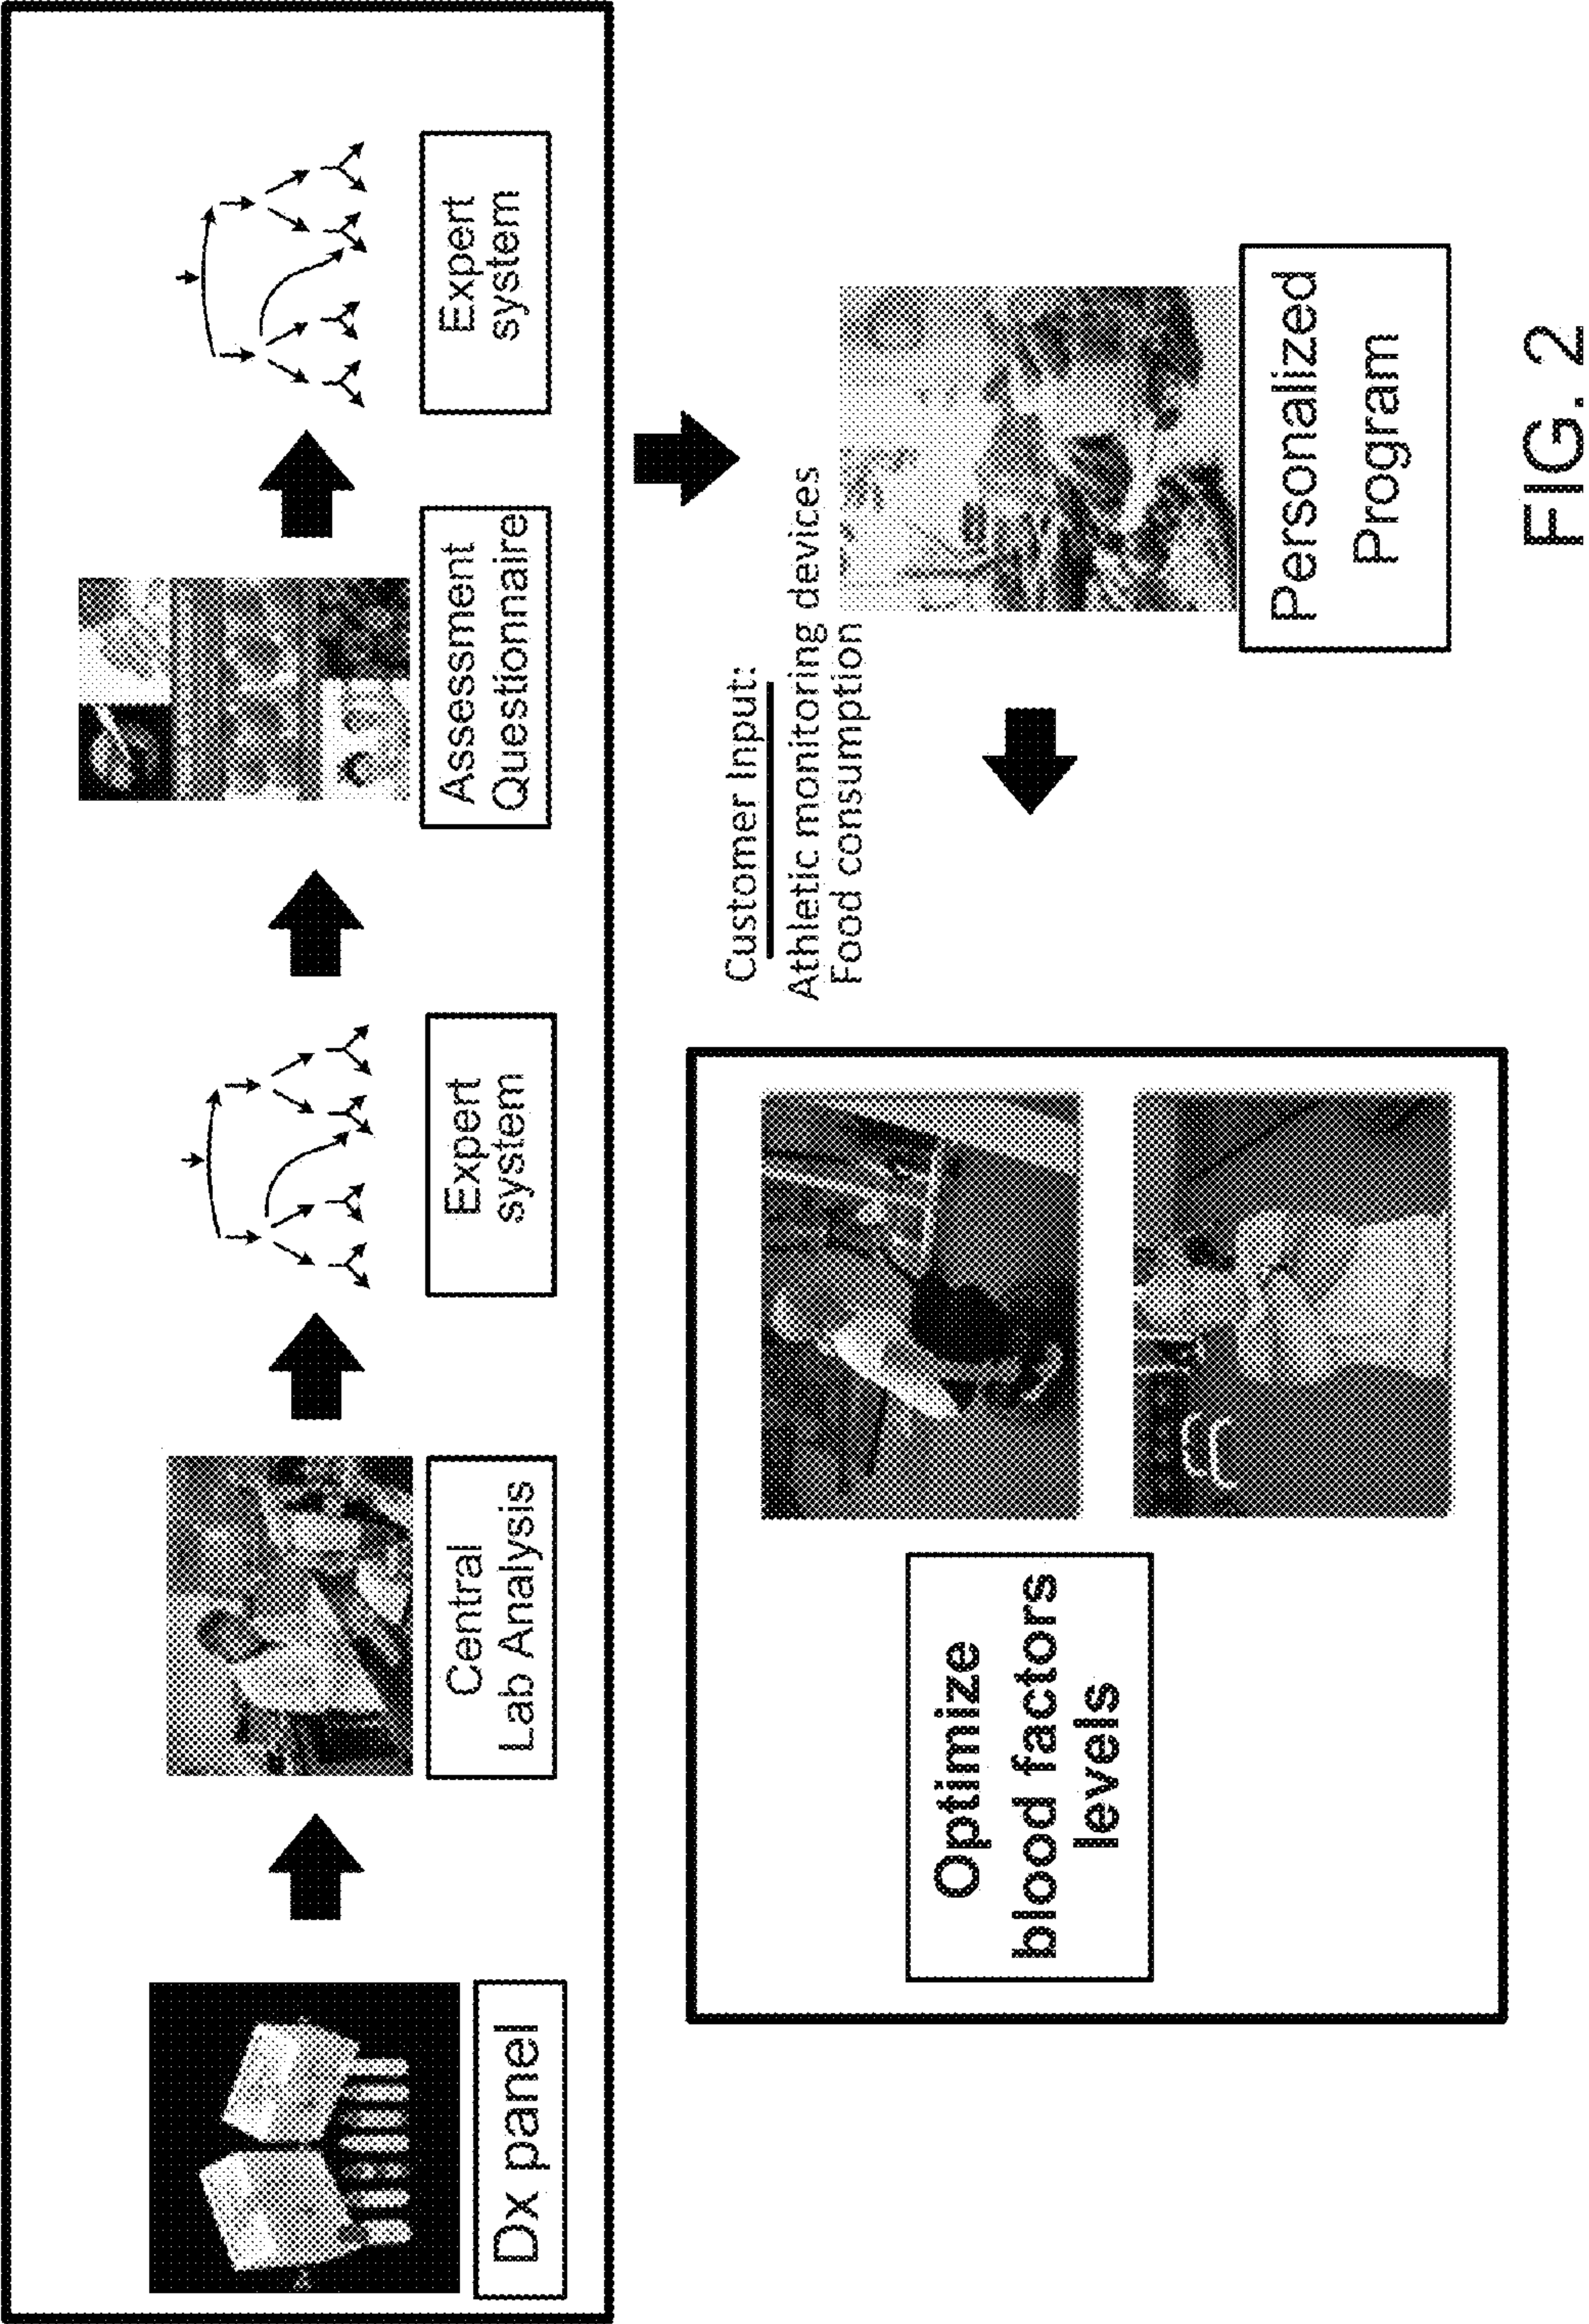 Dx panel
Central
Lab Analysis
Expert
system
Assessment
Questionnaire
Expert
system
Customer Input:
Athletic monitoring devices
Food consumption
Personalized
Program
Optimize
blood factors
levels
FIG. 2